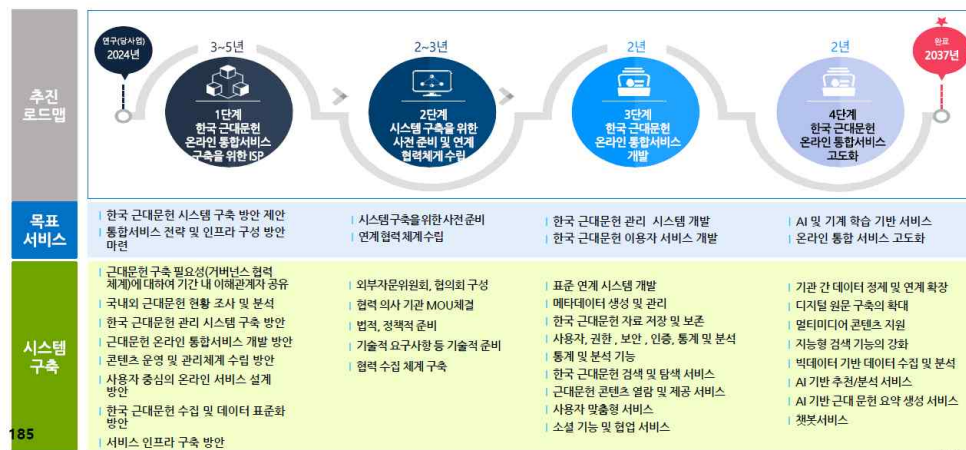 추진
로드맵
연구(당사업)
2024년
3~5년
1단계
한국 근대문헌
온라인 통합서비스
구축을 위한 ISP
2~3년
2단계
시스템 구축을 위한
사전 준비 및 연계
협력체계 수립
2년
3단계
한국 근대문헌
온라인 통합서비스
개발
2년
4단계
한국 근대문헌
온라인 통합서비스
고도화
완료
2037년
목표
서비스
한국 근대문헌 시스템 구축 방안 제안
통합서비스 전략 및 인프라 구성 방안
마련
시스템 구축을 위한 사전 준비
연계 협력 체계 수립
한국 근대문헌 관리 시스템 개발
한국 근대문헌 이용자 서비스 개발
AI 및 기계 학습 기반 서비스
온라인 통합 서비스 고도화
시스템
구축
근대문헌 구축 필요성(거버넌스 협력
체계)에 대하여 기간 내 이해관계자 공유
국내외 근대문헌 현황 조사 및 분석
한국 근대문헌 관리 시스템 구축 방안
근대문헌 온라인 통합서비스 개발 방안
콘텐츠 운영 및 관리체계 수립 방안
사용자 중심의 온라인 서비스 설계
방안
한국 근대문헌 수집 및 데이터 표준화
방안
서비스 인프라 구축 방안
외부자문위원회, 협의회 구성
협력 의사 기관 MOU체결
법적, 정책적 준비
기술적 요구사항 등 기술적 준비
협력 수집 체계 구축
표준 연계 시스템 개발
메타데이터 생성 및 관리
한국 근대문헌 자료 저장 및 보존
사용자, 권한, 보안, 인증, 통계 및 분석
통계 및 분석 기능
한국 근대문헌 검색 및 탐색 서비스
근대문헌 콘텐츠 열람 및 제공 서비스
사용자 맞춤형 서비스
소셜 기능 및 협업 서비스
기관 간 데이터 정제 및 연계 확장
디지털 원문 구축의 확대
멀티미디어 콘텐츠 지원
지능형 검색 기능의 강화
빅데이터 기반 데이터 수집 및 분석
AI 기반 추천/분석 서비스
AI 기반 근대 문헌 요약 생성 서비스
챗봇서비스
185